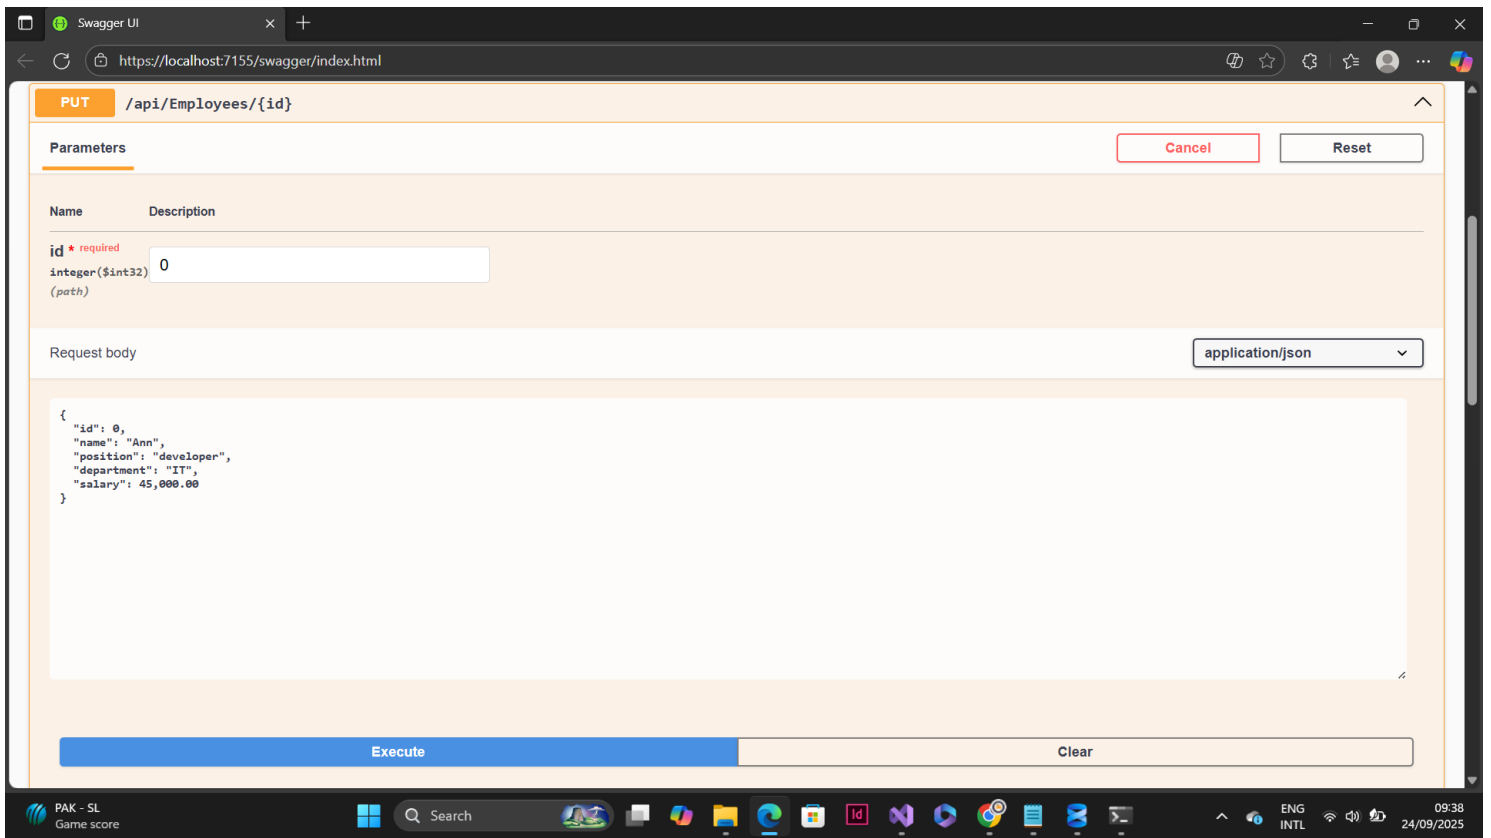 Swagger UI
https://localhost:7155/swagger/index.html
PUT /api/Employees/{id}
Parameters
Cancel
Reset
Name Description
id * required
integer($int32)
(path)
0
Request body
application/json
{
"id": 0,
"name": "Ann",
"position": "developer",
"department": "IT",
"salary": 45,000.00
}
Execute
Clear
PAK - SL
Game score
Search
Id
ENG
INTL
09:38
24/09/2025